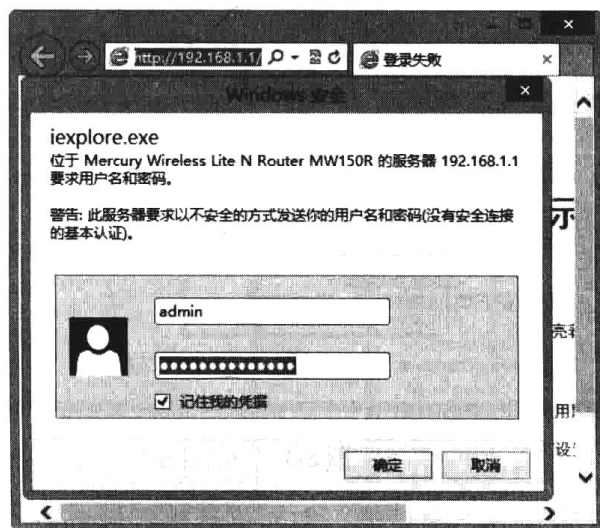 http://192.168.1.1/
登录失败
Windows 安全
iexplore.exe
位于 Mercury Wireless Lite N Router MW150R 的服务器 192.168.1.1
要求用户名和密码。
警告: 此服务器要求以不安全的方式发送你的用户名和密码(没有安全连接
的基本认证)。
示
admin
●●●●●●●●●●●●●
亮
记住我的凭据
用
设
确定
取消